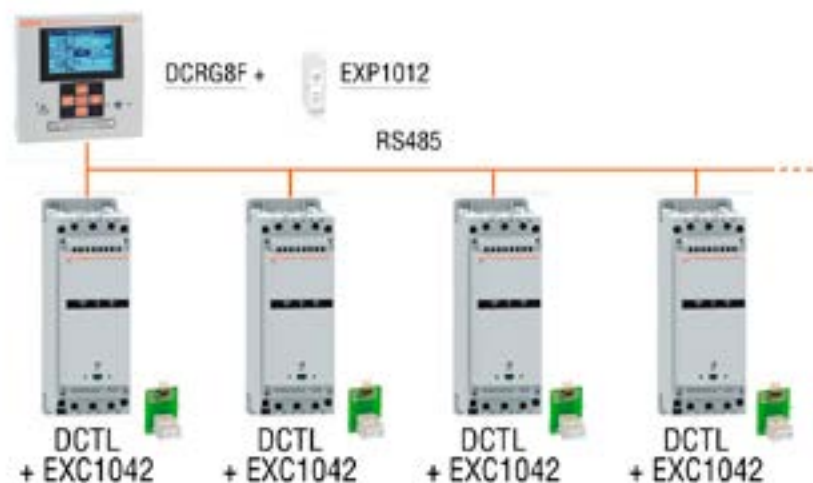 DCRG8F + EXP1012
RS485
DCTL
+ EXC1042
DCTL
+ EXC1042
DCTL
+ EXC1042
DCTL
+ EXC1042